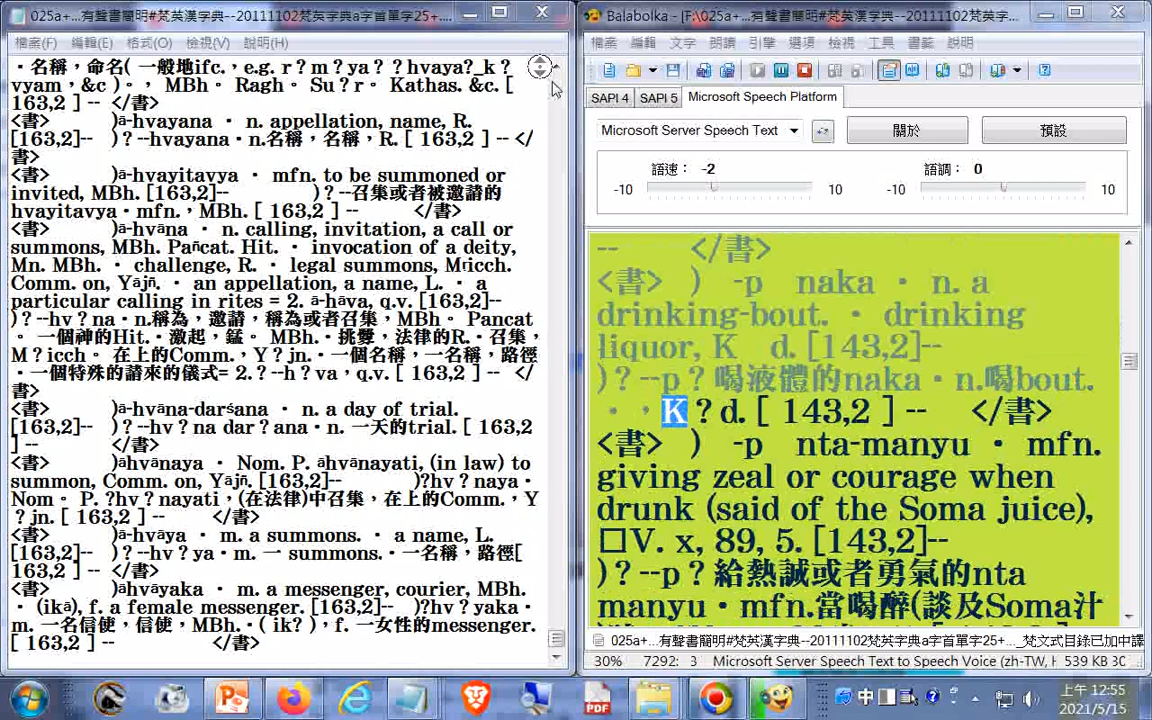 025a+...有聲書簡明#梵英漢字典--20111102梵英字典a字首單字25+...
檔案(F) 編輯(E) 格式(O) 檢視(V) 說明(H)
‧名稱，命名( 一般地ifc.，e.g. r？m？ya？？hvaya?_k？
vyam，&c )。，MBh。Ragh。Su？r。Kathas. &c. [
163,2 ] -- </書>
<書> )ā-hvayana ‧ n. appellation, name, R.
[163,2]-- )？--hvayana‧n.名稱，名稱，R. [ 163,2 ] -- </
書>
<書> )ā-hvayitavya ‧ mfn. to be summoned or
invited, MBh. [163,2]-- )？--召集或者被邀請的
hvayitavya‧mfn.，MBh. [ 163,2 ] -- </書>
<書> )ā-hvāna ‧ n. calling, invitation, a call or
summons, MBh. Pañcat. Hit. ‧ invocation of a deity,
Mn. MBh. ‧ challenge, R. ‧ legal summons, Mṛicch.
Comm. on, Yājñ. ‧ an appellation, a name, L. ‧ a
particular calling in rites = 2. ā-hāva, q.v. [163,2]--
)？--hv？na‧n.稱為，邀請，稱為或者召集，MBh。Pancat
。一個神的Hit.‧激起，錳。MBh.‧挑釁，法律的R.‧召集，
M？icch。在上的Comm.，Y？jn.‧一個名稱，一名稱，路徑
‧一個特殊的請來的儀式= 2.？--h？va，q.v. [ 163,2 ] -- </
書>
<書> )ā-hvāna-darśana ‧ n. a day of trial.
[163,2]-- )？--hv？na dar？ana‧n. 一天的trial. [ 163,2
] -- </書>
<書> )āhvānaya ‧ Nom. P. āhvānayati, (in law) to
summon, Comm. on, Yājñ. [163,2]-- )?hv？naya‧
Nom。P. ?hv？nayati，(在法律)中召集，在上的Comm.，Y
？jn. [ 163,2 ] -- </書>
<書> )ā-hvāya ‧ m. a summons. ‧ a name, L.
[163,2]-- )？--hv？ya‧m. 一 summons.‧一名稱，路徑[
163,2 ] -- </書>
<書> )āhvāyaka ‧ m. a messenger, courier, MBh.
‧ (ikā), f. a female messenger. [163,2]-- )?hv？yaka‧
m. 一名信使，信使，MBh.‧( ik? )，f. 一女性的messenger.
[ 163,2 ] -- </書>
Balabolka - [F:\025a+...有聲書簡明#梵英漢字典--20111102梵英字...
檔案 編輯 文字 朗讀 引擎 選項 檢視 工具 書籤 說明
SAPI 4 SAPI 5 Microsoft Speech Platform
Microsoft Server Speech Text 關於 預設
語速： -2 語調： 0
-10 10 -10 10
-- </書>
<書> ) -p naka ‧ n. a
drinking-bout. ‧ drinking
liquor, K d. [143,2]--
)？--p？喝液體的naka‧n.喝bout.
‧，K？d. [ 143,2 ] -- </書>
<書> ) -p nta-manyu ‧ mfn.
giving zeal or courage when
drunk (said of the Soma juice),
□V. x, 89, 5. [143,2]--
)？--p？給熱誠或者勇氣的nta
manyu‧mfn.當喝醉(談及Soma汁
025a+...有聲書簡明#梵英漢字典--20111102梵英字典a字首單字25+..._梵文式目錄已加中譯
30% 7292: 3 Microsoft Server Speech Text to Speech Voice (zh-TW, H 539 KB 30
PDF 中 上午 12:55
2021/5/15